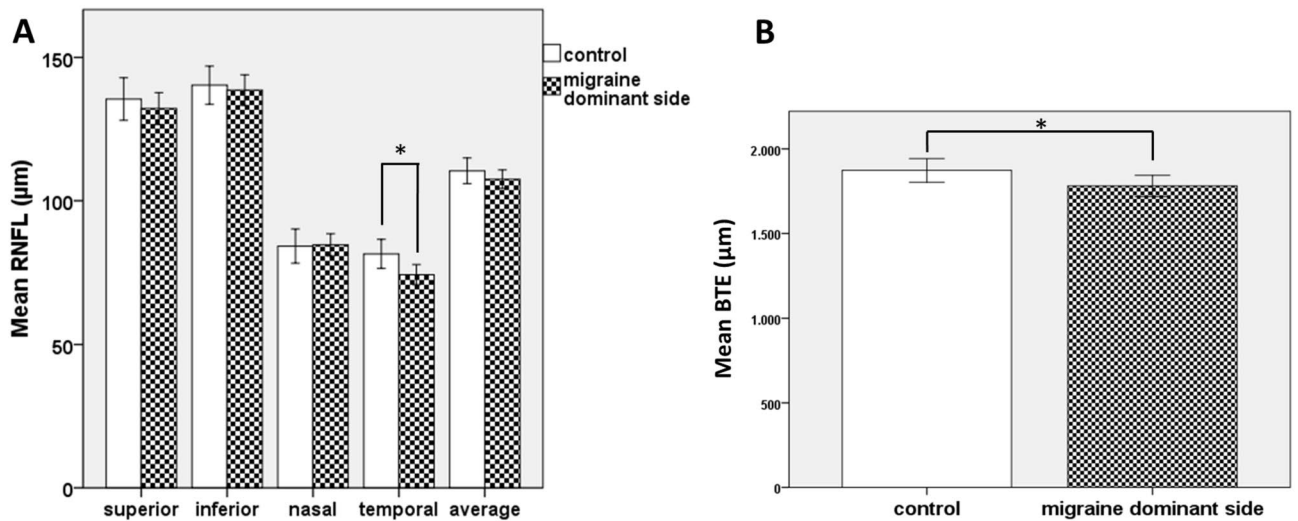 A
150
100
50
0
Mean RNFL (µm)
control
migraine
dominant side
*
superior inferior nasal temporal average
B
2.000
1.500
1.000
500
0
Mean BTE (µm)
*
control migraine dominant side